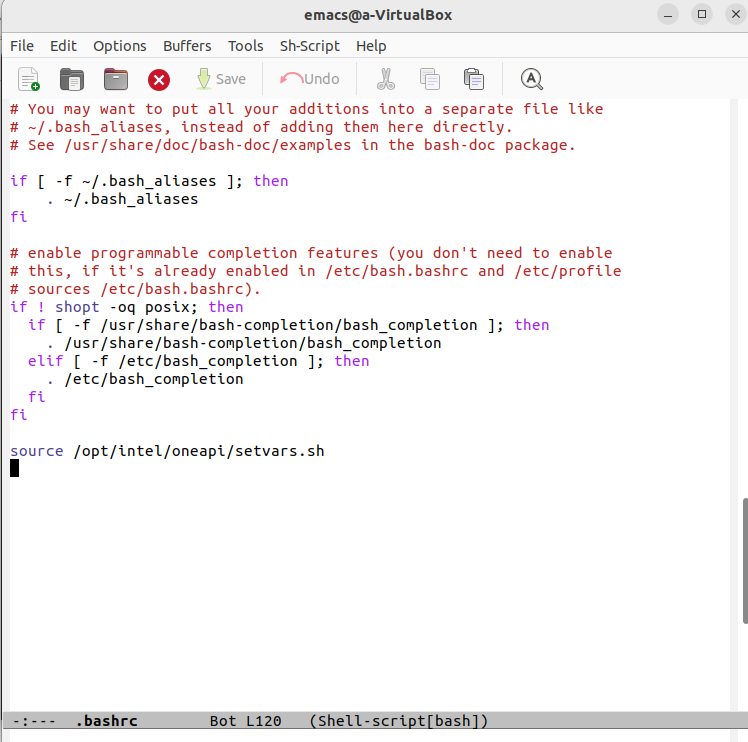 emacs@a-VirtualBox
File Edit Options Buffers Tools Sh-Script Help
Save Undo
# You may want to put all your additions into a separate file like
# ~/.bash_aliases, instead of adding them here directly.
# See /usr/share/doc/bash-doc/examples in the bash-doc package.

if [ -f ~/.bash_aliases ]; then
    . ~/.bash_aliases
fi

# enable programmable completion features (you don't need to enable
# this, if it's already enabled in /etc/bash.bashrc and /etc/profile
# sources /etc/bash.bashrc).
if ! shopt -oq posix; then
  if [ -f /usr/share/bash-completion/bash_completion ]; then
    . /usr/share/bash-completion/bash_completion
  elif [ -f /etc/bash_completion ]; then
    . /etc/bash_completion
  fi
fi

source /opt/intel/oneapi/setvars.sh
-:---  .bashrc        Bot L120   (Shell-script[bash])